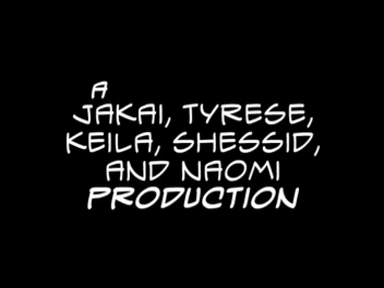 A
JAKAI, TYRESE,
KEILA, SHESSID,
AND NAOMI
PRODUCTION